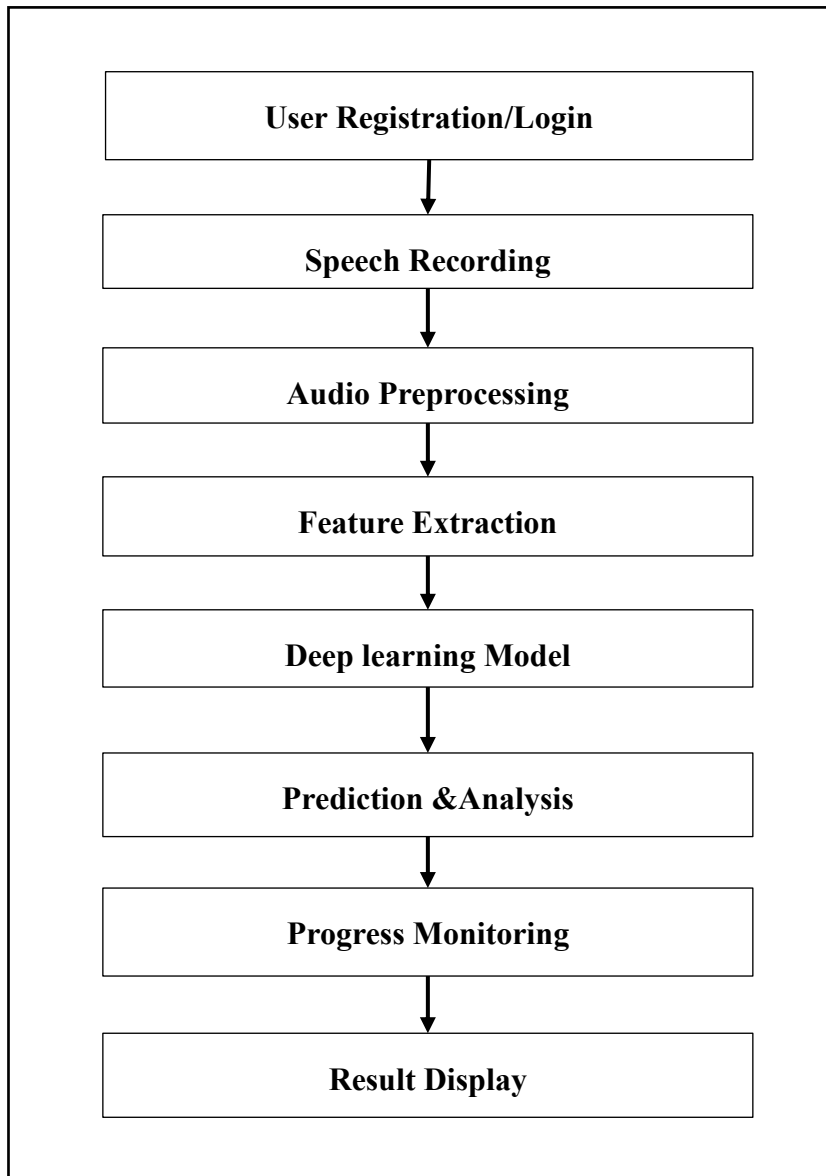 User Registration/Login
Speech Recording
Audio Preprocessing
Feature Extraction
Deep learning Model
Prediction &Analysis
Progress Monitoring
Result Display